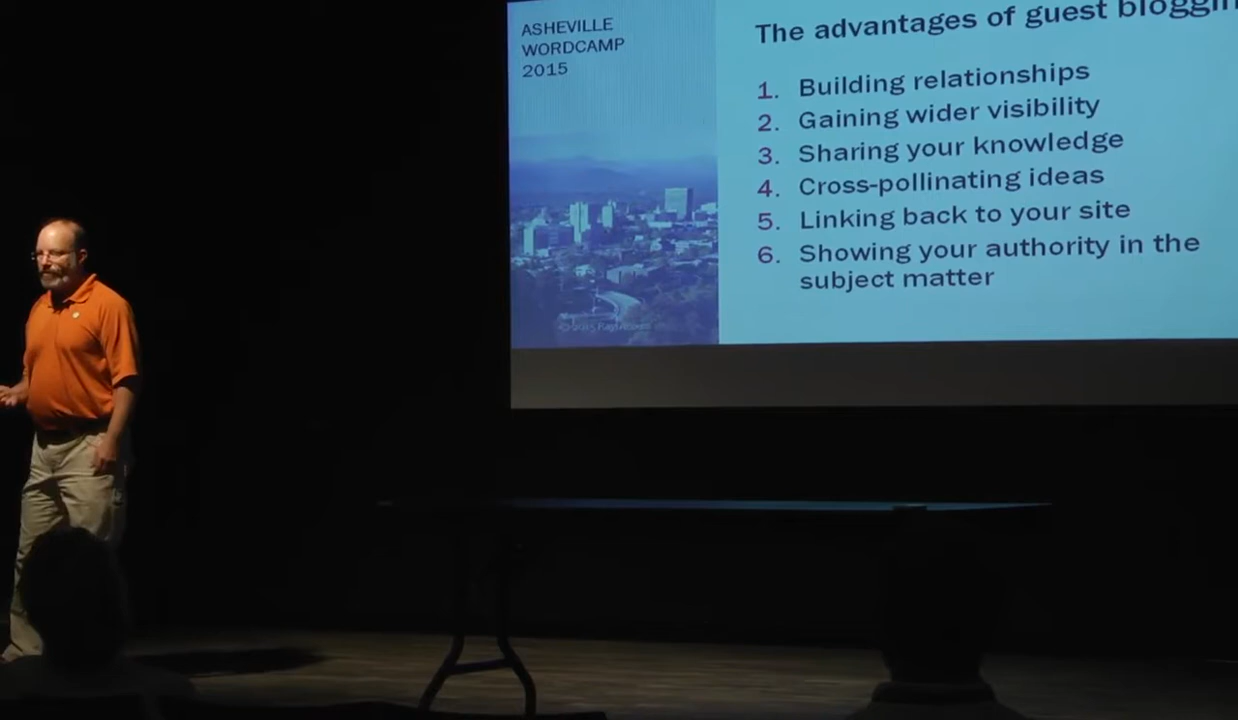 ASHEVILLE
WORDCAMP
2015
The advantages of guest bloggin
1. Building relationships
2. Gaining wider visibility
3. Sharing your knowledge
4. Cross-pollinating ideas
5. Linking back to your site
6. Showing your authority in the
subject matter